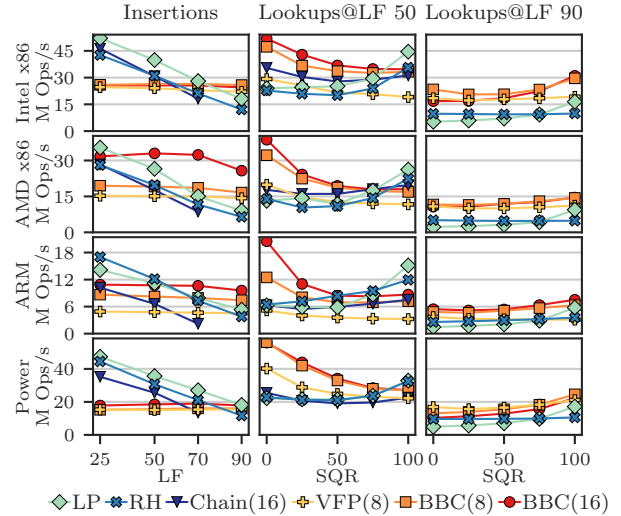 Insertions Lookups@LF 50 Lookups@LF 90
Intel x86
M Ops/s
45
30
15
0
AMD x86
M Ops/s
30
15
0
ARM
M Ops/s
18
12
6
0
Power
M Ops/s
40
20
0
25 50 70 90 0 50 100 0 50 100
LF SQR SQR
LP RH Chain(16) VFP(8) BBC(8) BBC(16)